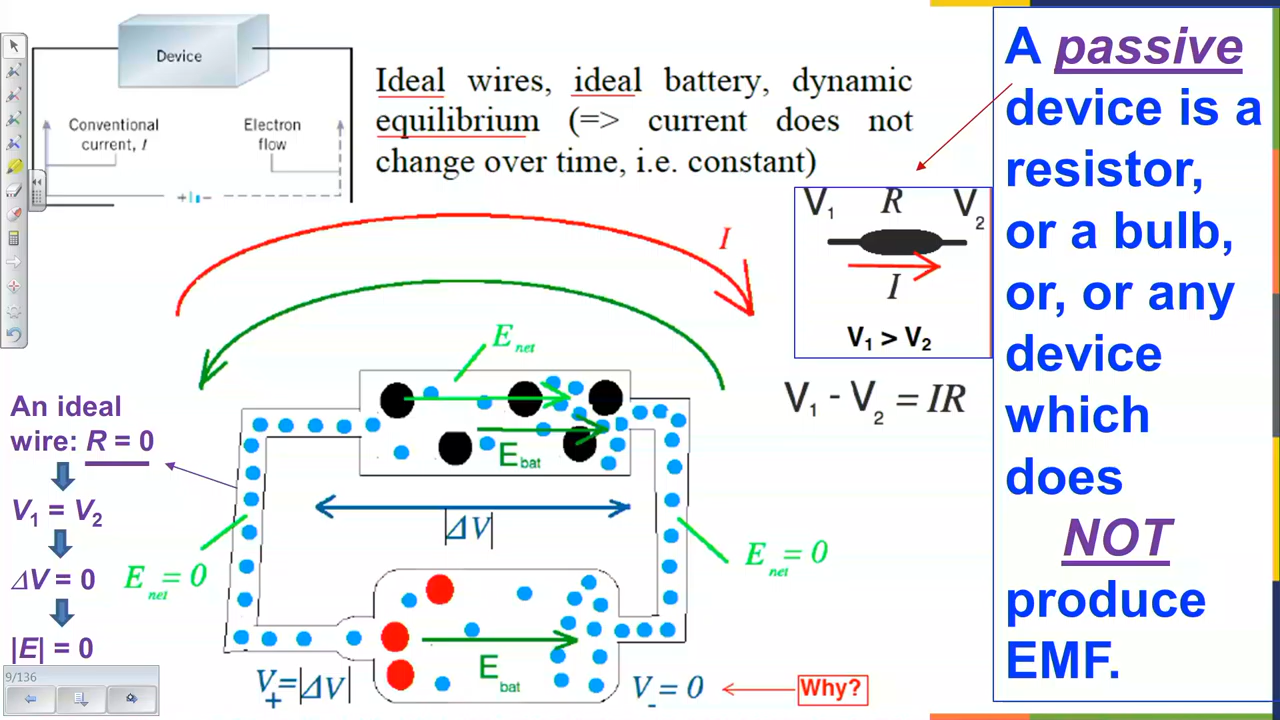 Device
Conventional
current, I
Electron
flow
Ideal wires, ideal battery, dynamic
equilibrium (=> current does not
change over time, i.e. constant)
I
V1 R V2
I
V1 > V2
V1 - V2 = IR
A passive
device is a
resistor,
or a bulb,
or, or any
device
which
does
NOT
produce
EMF.
An ideal
wire: R = 0
V1 = V2
ΔV = 0
|E| = 0
Enet
Ebat
|ΔV|
Enet = 0
Enet = 0
Ebat
V+=|ΔV|
V- = 0
Why?
9/136